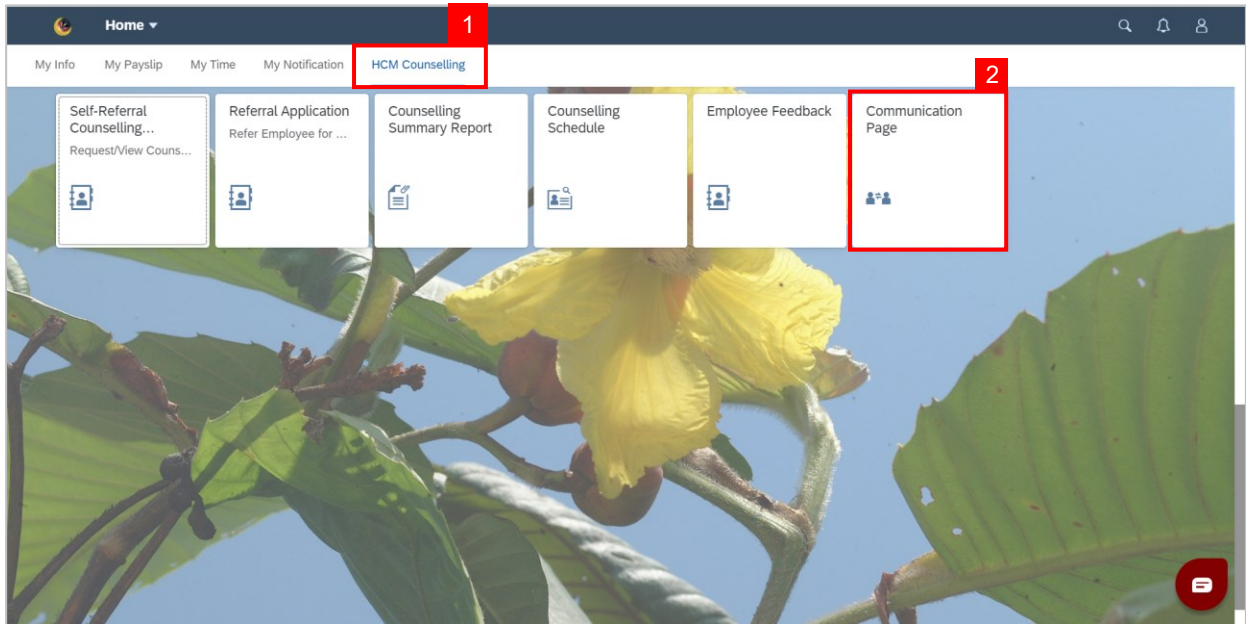 Home
1
My Info My Payslip My Time My Notification HCM Counselling
2
Self-Referral
Counselling...
Request/View Couns...
Referral Application
Refer Employee for ...
Counselling
Summary Report
Counselling
Schedule
Employee Feedback
Communication
Page